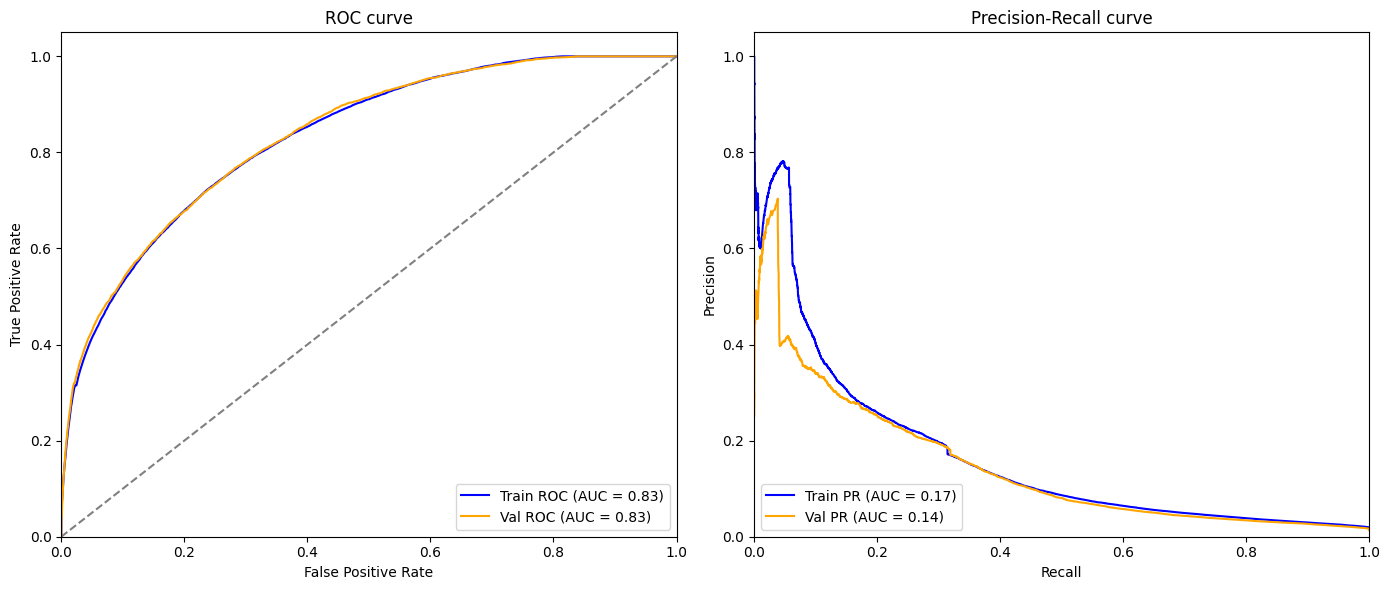 ROC curve
True Positive Rate
1.0
0.8
0.6
0.4
0.2
0.0
0.0 0.2 0.4 0.6 0.8 1.0
False Positive Rate
Train ROC (AUC = 0.83)
Val ROC (AUC = 0.83)
Precision-Recall curve
Precision
1.0
0.8
0.6
0.4
0.2
0.0
0.0 0.2 0.4 0.6 0.8 1.0
Recall
Train PR (AUC = 0.17)
Val PR (AUC = 0.14)